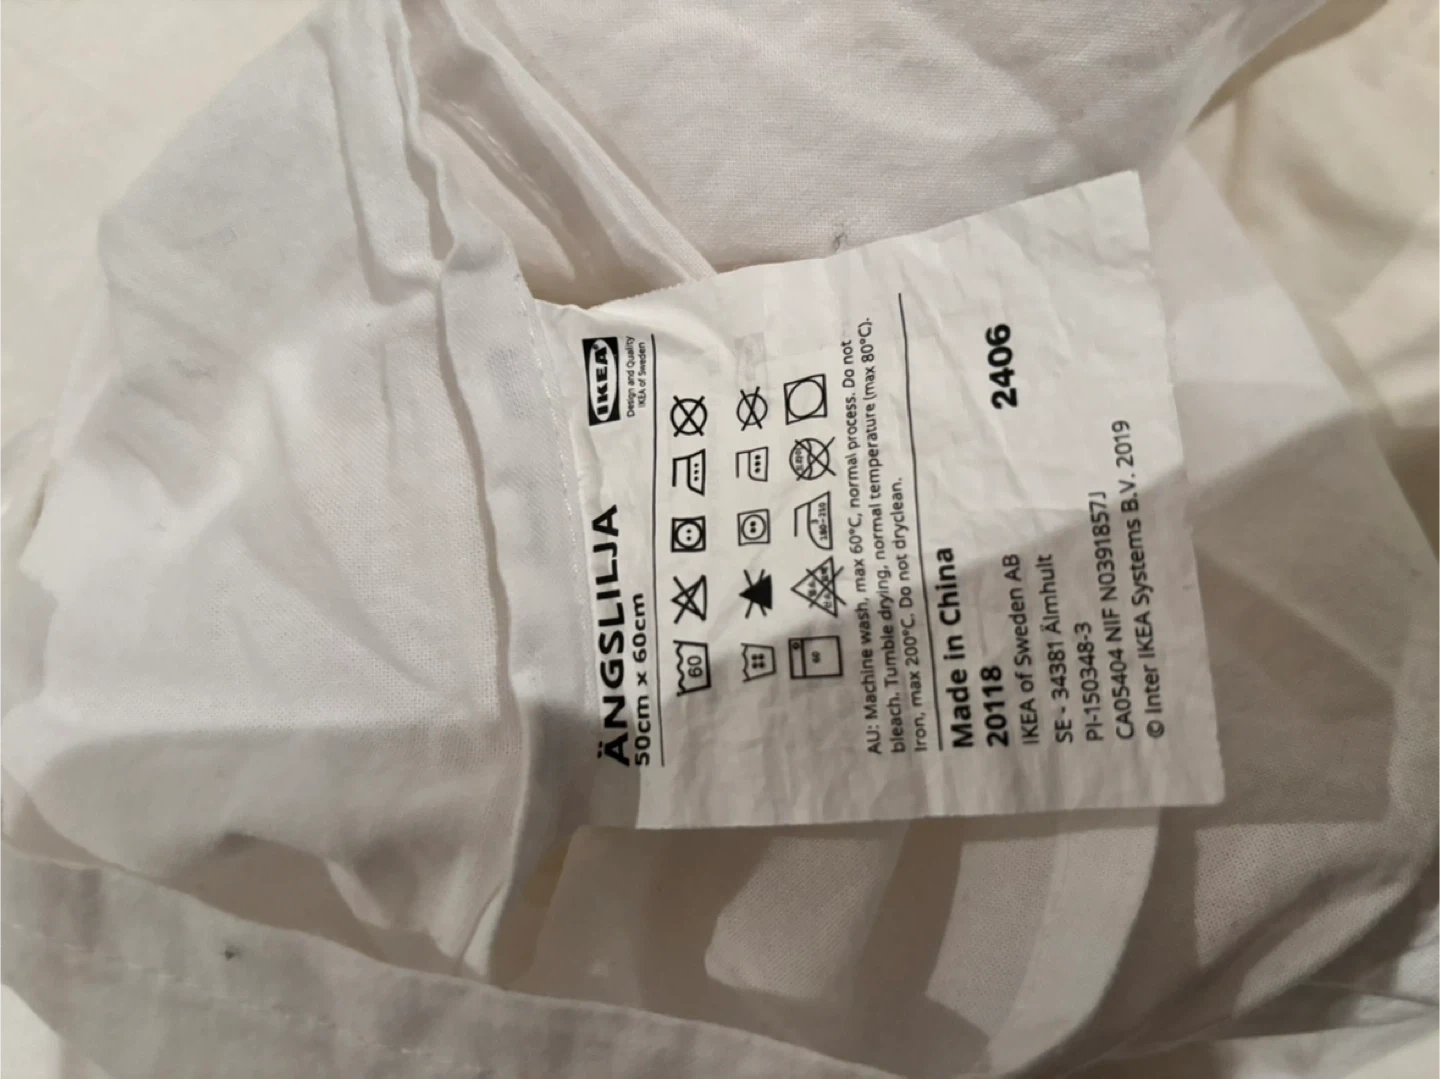 ÄNGSLILJA
50cm x 60cm
IKEA
Design and Quality
IKEA of Sweden
60
60
AU: Machine wash, max 60°C, normal process. Do not
bleach. Tumble drying, normal temperature (max 80°C).
Iron, max 200°C. Do not dryclean.
Made in China
20118
2406
IKEA of Sweden AB
SE - 34381 Älmhult
PI-150348-3
CA05404 NIF N0391857J
© Inter IKEA Systems B.V. 2019